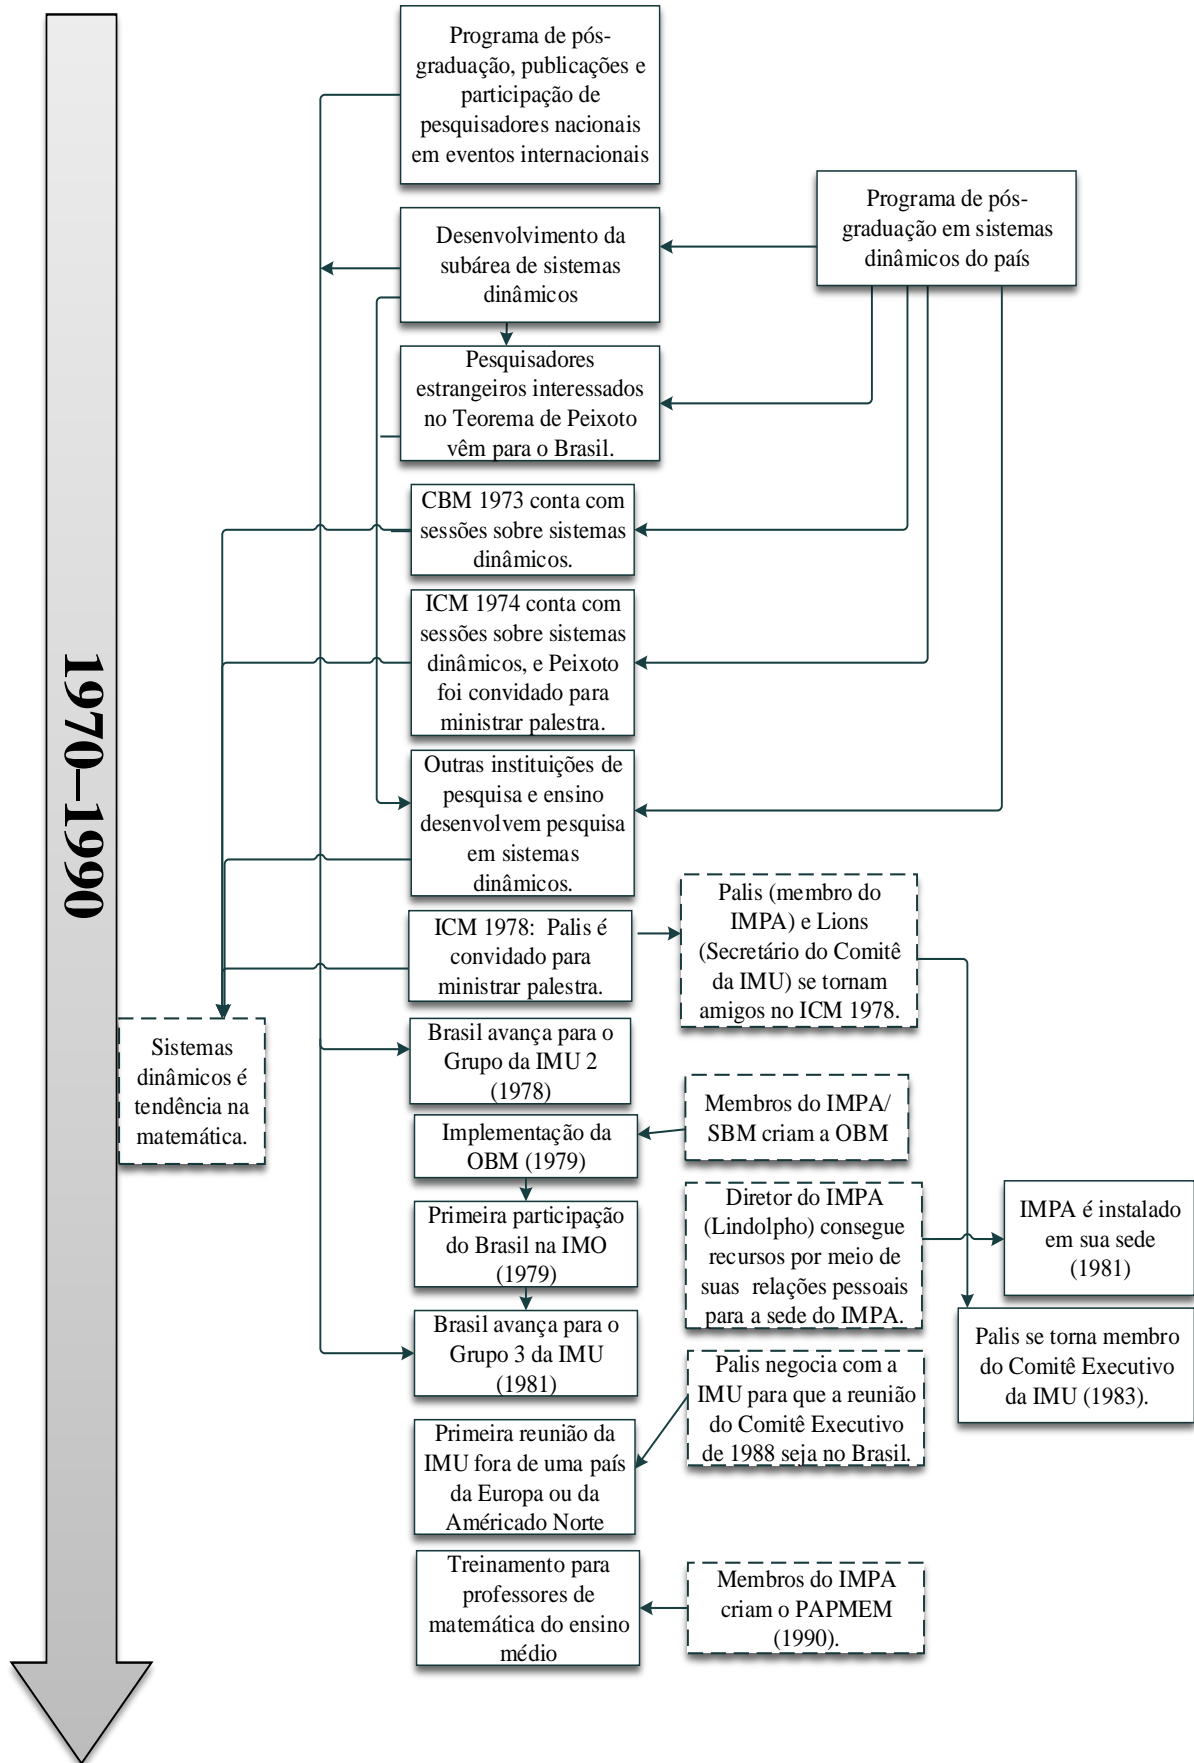 1970–1990
Programa de pós-
graduação, publicações e
participação de
pesquisadores nacionais
em eventos internacionais
Programa de pós-
graduação em sistemas
dinâmicos do país
Desenvolvimento da
subárea de sistemas
dinâmicos
Pesquisadores
estrangeiros interessados
no Teorema de Peixoto
vêm para o Brasil.
CBM 1973 conta com
sessões sobre sistemas
dinâmicos.
ICM 1974 conta com
sessões sobre sistemas
dinâmicos, e Peixoto
foi convidado para
ministrar palestra.
Outras instituições de
pesquisa e ensino
desenvolvem pesquisa
em sistemas
dinâmicos.
ICM 1978:  Palis é
convidado para
ministrar palestra.
Palis (membro do
IMPA) e Lions
(Secretário do Comitê
da IMU) se tornam
amigos no ICM 1978.
Sistemas
dinâmicos é
tendência na
matemática.
Brasil avança para o
Grupo da IMU 2
(1978)
Membros do IMPA/
SBM criam a OBM
Implementação da
OBM (1979)
Primeira participação
do Brasil na IMO
(1979)
Diretor do IMPA
(Lindolpho) consegue
recursos por meio de
suas  relações pessoais
para a sede do IMPA.
IMPA é instalado
em sua sede
(1981)
Brasil avança para o
Grupo 3 da IMU
(1981)
Palis se torna membro
do Comitê Executivo
da IMU (1983).
Palis negocia com a
IMU para que a reunião
do Comitê Executivo
de 1988 seja no Brasil.
Primeira reunião da
IMU fora de uma país
da Europa ou da
Américado Norte
Treinamento para
professores de
matemática do ensino
médio
Membros do IMPA
criam o PAPMEM
(1990).